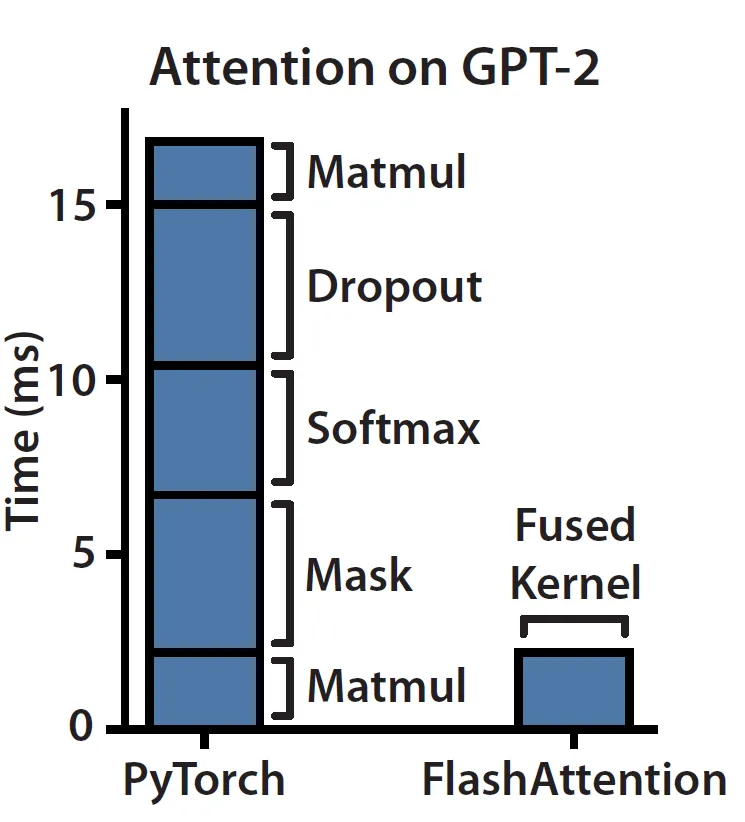 Attention on GPT-2
Time (ms)
15
10
5
0
Matmul
Dropout
Softmax
Mask
Matmul
Fused
Kernel
PyTorch
FlashAttention